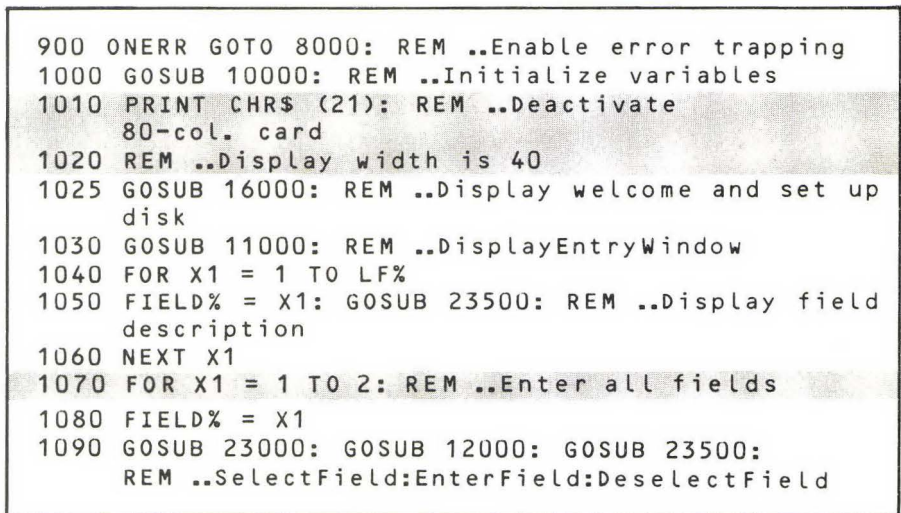 900 ONERR GOTO 8000: REM ..Enable error trapping
1000 GOSUB 10000: REM ..Initialize variables
1010 PRINT CHR$ (21): REM ..Deactivate
80-col. card
1020 REM ..Display width is 40
1025 GOSUB 16000: REM ..Display welcome and set up
disk
1030 GOSUB 11000: REM ..DisplayEntryWindow
1040 FOR X1 = 1 TO LF%
1050 FIELD% = X1: GOSUB 23500: REM ..Display field
description
1060 NEXT X1
1070 FOR X1 = 1 TO 2: REM ..Enter all fields
1080 FIELD% = X1
1090 GOSUB 23000: GOSUB 12000: GOSUB 23500:
REM ..SelectField:EnterField:DeselectField